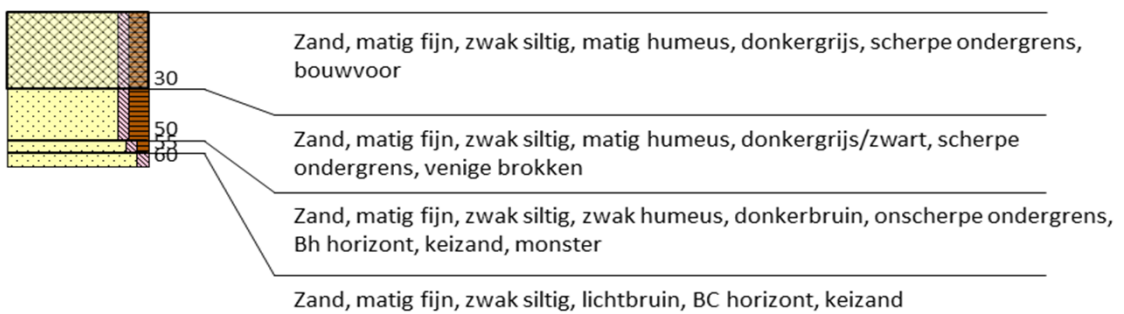 Zand, matig fijn, zwak siltig, matig humeus, donkergrijs, scherpe ondergrens,
bouwvoor
30
Zand, matig fijn, zwak siltig, matig humeus, donkergrijs/zwart, scherpe
ondergrens, venige brokken
50
55
60
Zand, matig fijn, zwak siltig, zwak humeus, donkerbruin, onscherpe ondergrens,
Bh horizont, keizand, monster
Zand, matig fijn, zwak siltig, lichtbruin, BC horizont, keizand